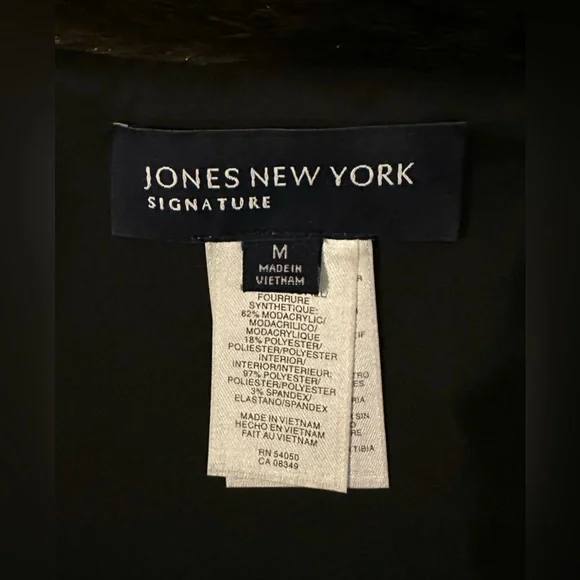 JONES NEW YORK
SIGNATURE
M
MADE IN
VIETNAM
FOURRURE
SYNTHETIQUE:
82% MODACRYLIC/
MODACRILICO/
MODACRYLIQUE
18% POLYESTER/
POLIESTER/POLYESTER
INTERIOR/
INTERIOR/INTERIEUR:
97% POLYESTER/
POLIESTER/POLYESTER
3% SPANDEX/
ELASTANO/SPANDEX
MADE IN VIETNAM
HECHO EN VIETNAM
FAIT AU VIETNAM
RN 54050
CA 08349